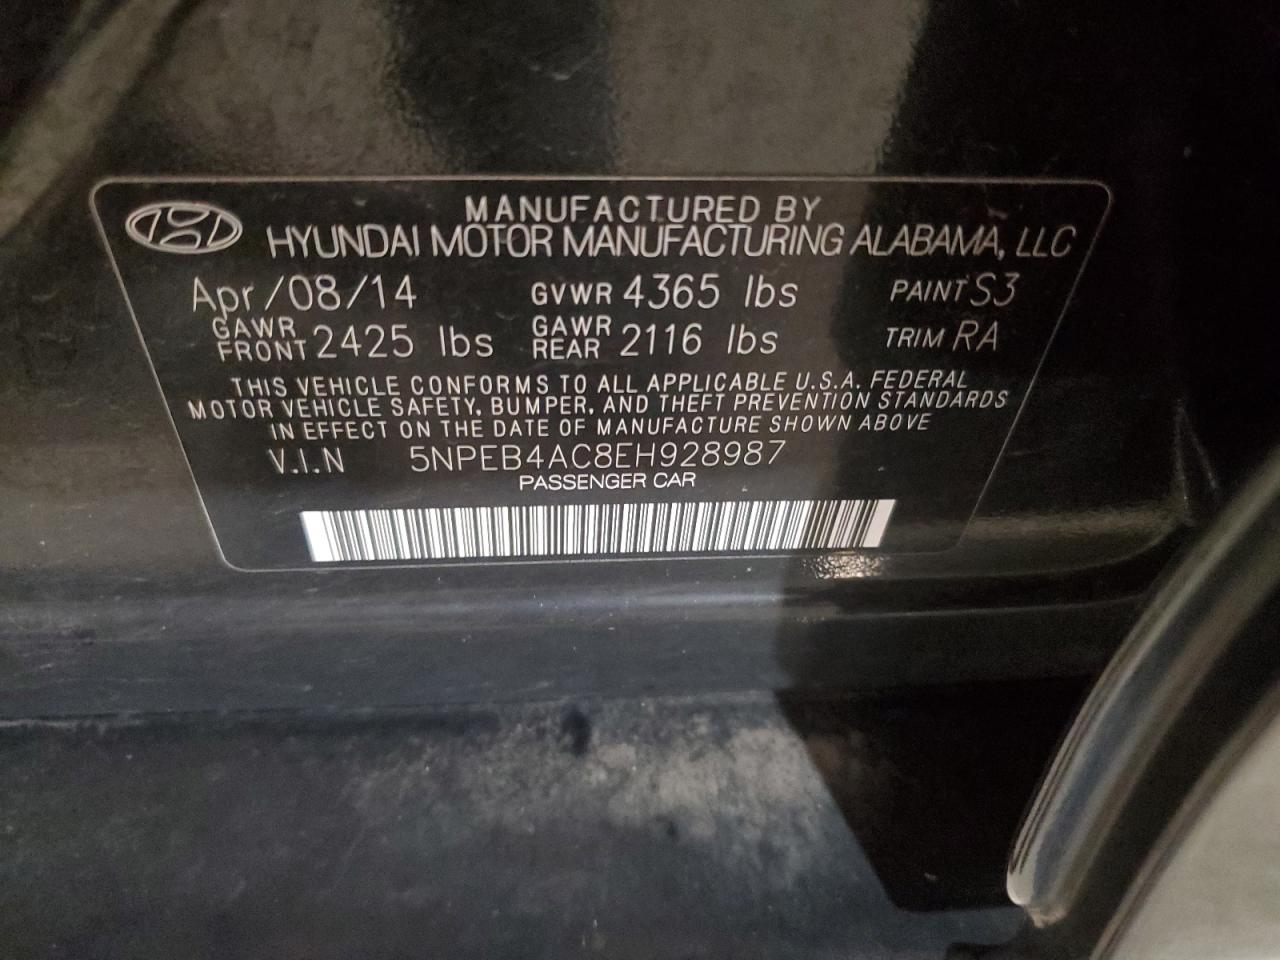 MANUFACTURED BY
HYUNDAI MOTOR MANUFACTURING ALABAMA, LLC
Apr/08/14 GVWR 4365 lbs PAINT S3
GAWR FRONT 2425 lbs GAWR REAR 2116 lbs TRIM RA
THIS VEHICLE CONFORMS TO ALL APPLICABLE U.S.A. FEDERAL
MOTOR VEHICLE SAFETY, BUMPER, AND THEFT PREVENTION STANDARDS
IN EFFECT ON THE DATE OF MANUFACTURE SHOWN ABOVE
V.I.N 5NPEB4AC8EH928987
PASSENGER CAR